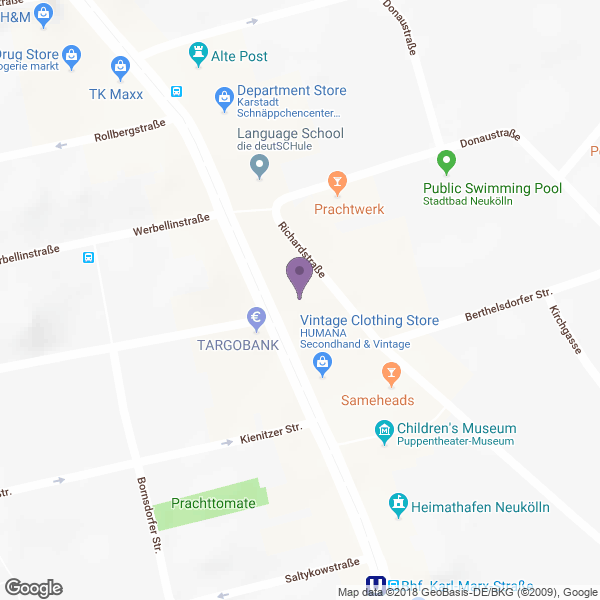 H&M
Donaustraße
Drug Store
ogerie markt
Alte Post
TK Maxx
Department Store
Karstadt
Schnäppchencenter...
Rollbergstraße
Language School
die deutSCHule
Donaustraße
Public Swimming Pool
Stadtbad Neukölln
Prachtwerk
Werbellinstraße
Richardstraße
rbellinstraße
Berthelsdorfer Str.
Kirchgasse
Vintage Clothing Store
HUMANA
Secondhand & Vintage
TARGOBANK
Sameheads
Kienitzer Str.
Children's Museum
Puppentheater-Museum
str.
Bornsdorfer Str.
Prachttomate
Heimathafen Neukölln
Saltykowstraße
Bhf. Karl-Marx-Straße
Google
Map data ©2018 GeoBasis-DE/BKG (©2009), Google